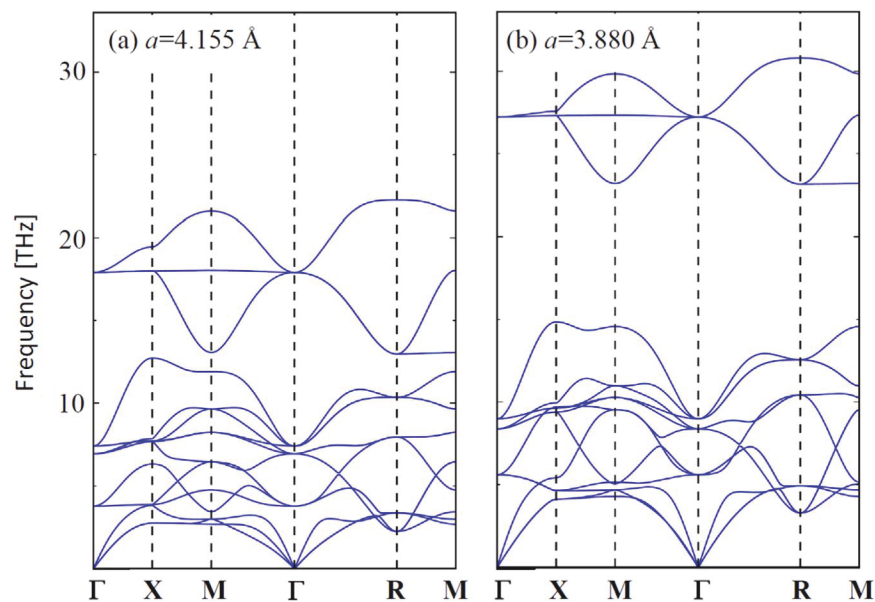 (a) a=4.155 Å
(b) a=3.880 Å
30
20
10
Frequency [THz]
Γ X M Γ R M
Γ X M Γ R M